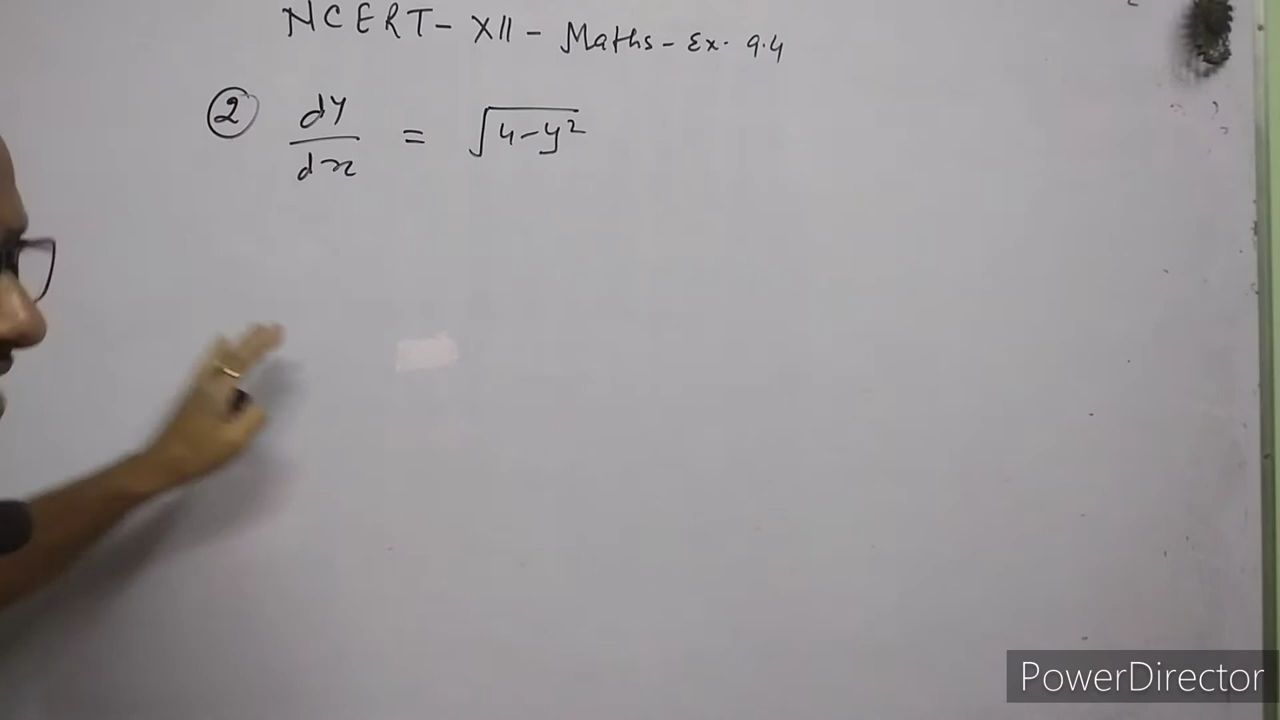 NCERT - XII - Maths - Ex. 9.4
② dy/dx = √4-y²
PowerDirector